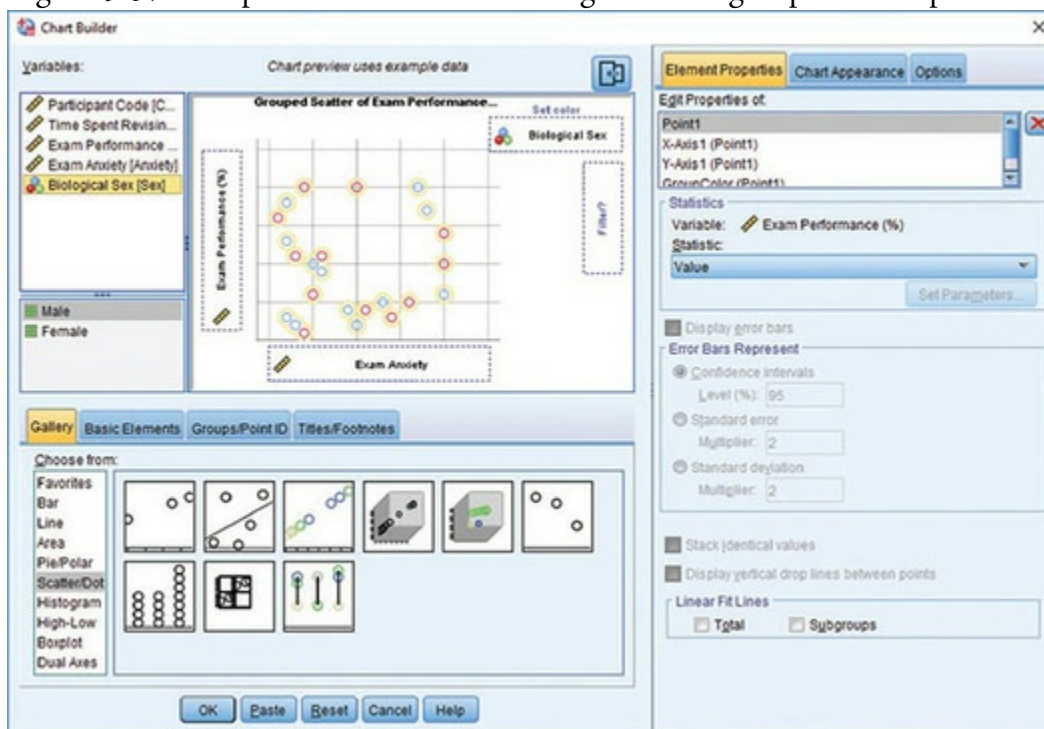 Chart Builder
Variables:
Chart preview uses example data
Participant Code [C...
Time Spent Revisin...
Exam Performance ...
Exam Anxiety [Anxiety]
Biological Sex [Sex]
Male
Female
Grouped Scatter of Exam Performance...
Set color
Biological Sex
Exam Performance (%)
Filter?
Exam Anxiety
Gallery Basic Elements Groups/Point ID Titles/Footnotes
Choose from:
Favorites
Bar
Line
Area
Pie/Polar
Scatter/Dot
Histogram
High-Low
Boxplot
Dual Axes
OK Paste Reset Cancel Help
Element Properties Chart Appearance Options
Edit Properties of:
Point1
X-Axis1 (Point1)
Y-Axis1 (Point1)
GroupColor (Point1)
Statistics
Variable: Exam Performance (%)
Statistic:
Value
Set Parameters...
Display error bars
Error Bars Represent
Confidence intervals
Level (%): 95
Standard error
Multiplier: 2
Standard deviation
Multiplier: 2
Stack identical values
Display vertical drop lines between points
Linear Fit Lines
Total Subgroups